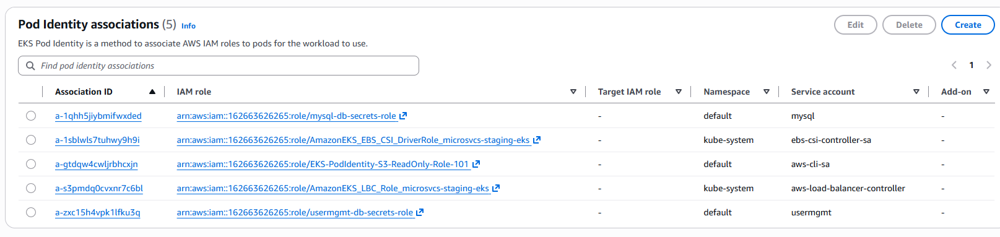 Pod Identity associations (5) Info
Edit Delete Create
EKS Pod Identity is a method to associate AWS IAM roles to pods for the workload to use.
Find pod identity associations
1
Association ID IAM role Target IAM role Namespace Service account Add-on
a-1qhh5jiybmifwxded arn:aws:iam::162663626265:role/mysql-db-secrets-role - default mysql -
a-1sblwls7tuhwy9h9i arn:aws:iam::162663626265:role/AmazonEKS_EBS_CSI_DriverRole_microsvcs-staging-eks - kube-system ebs-csi-controller-sa -
a-gtdqw4cwljrbhcxjn arn:aws:iam::162663626265:role/EKS-PodIdentity-S3-ReadOnly-Role-101 - default aws-cli-sa -
a-s3pmdq0cvxnr7c6bl arn:aws:iam::162663626265:role/AmazonEKS_LBC_Role_microsvcs-staging-eks - kube-system aws-load-balancer-controller -
a-zxc15h4vpk1lfku3q arn:aws:iam::162663626265:role/usermgmt-db-secrets-role - default usermgmt -